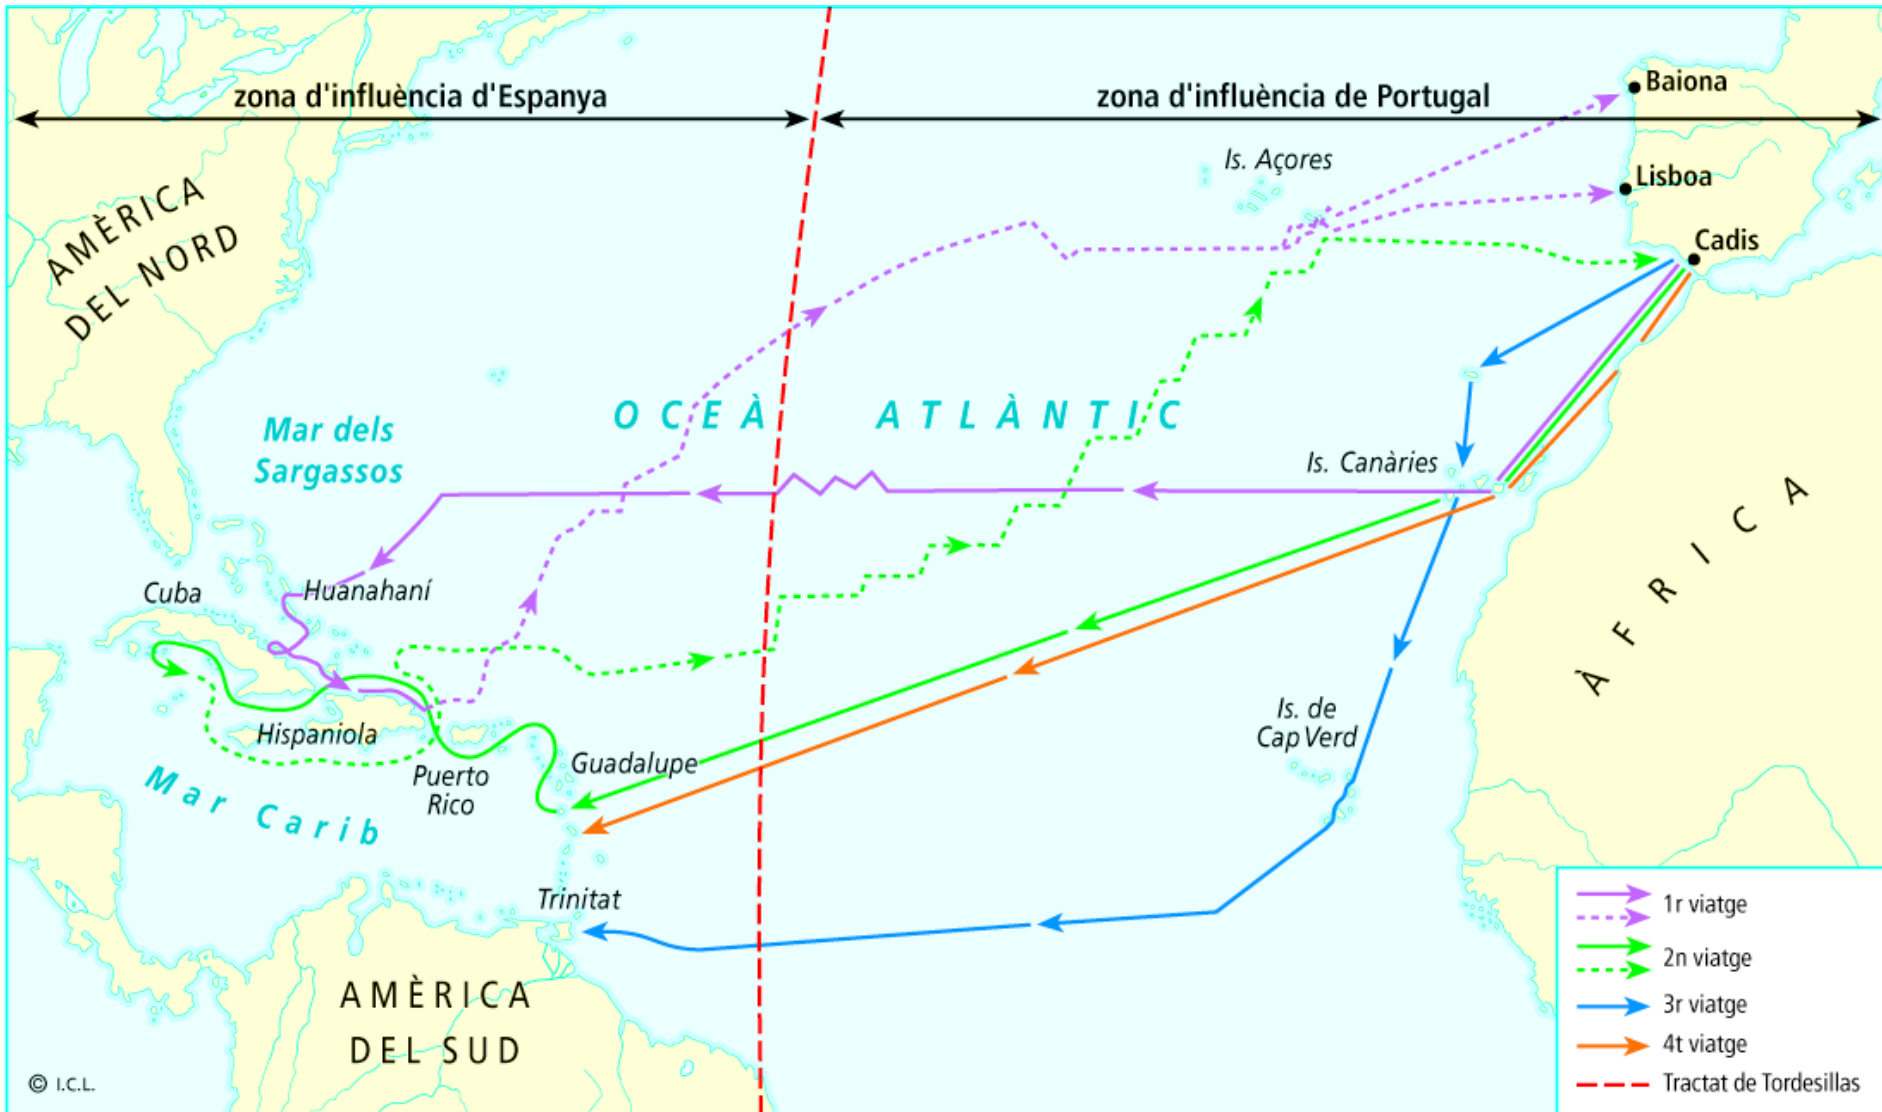 zona d'influència d'Espanya
zona d'influència de Portugal
Baiona
Is. Açores
Lisboa
AMÈRICA
DEL NORD
Cadis
OCEÀ ATLÀNTIC
Mar dels
Sargassos
Is. Canàries
ÀFRICA
Cuba
Huanahaní
Hispaniola
Is. de
Cap Verd
Guadalupe
Puerto
Rico
Mar Carib
Trinitat
AMÈRICA
DEL SUD
1r viatge
2n viatge
3r viatge
4t viatge
Tractat de Tordesillas
© I.C.L.